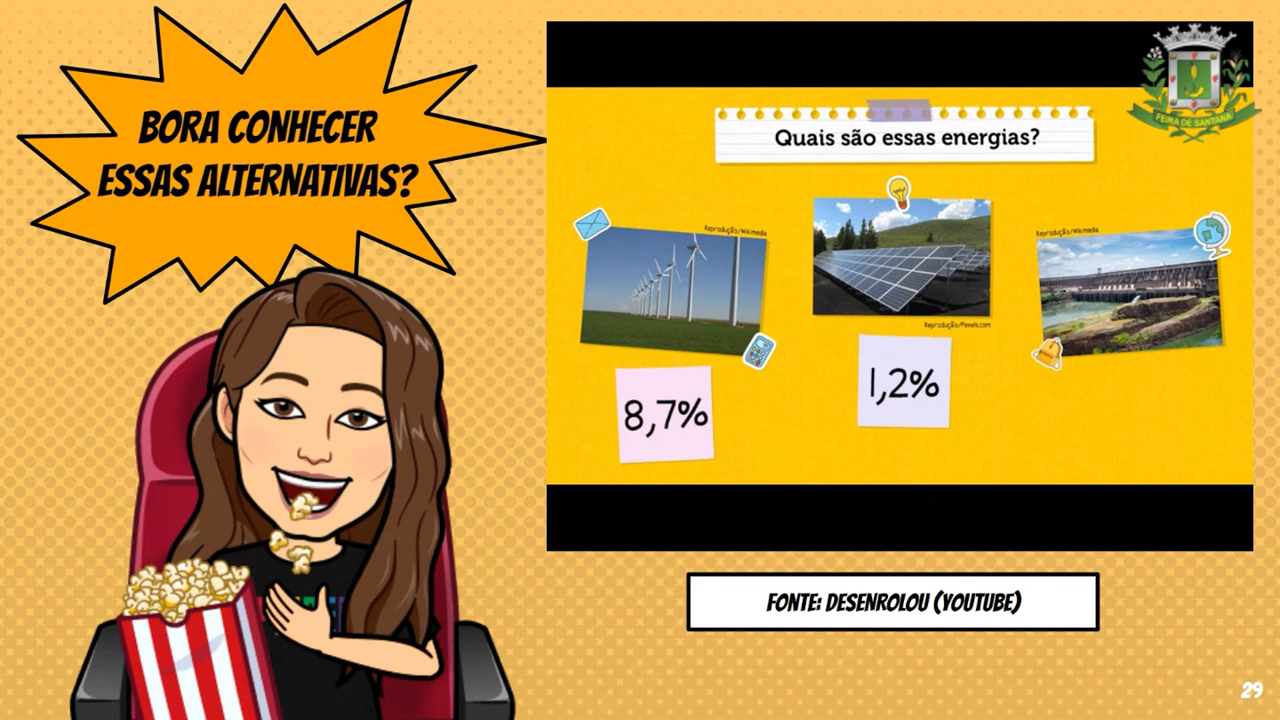 BORA CONHECER
ESSAS ALTERNATIVAS?
FEIRA DE SANTANA
Quais são essas energias?
Reprodução/Wikimedia
Reprodução/Wikimedia
Reprodução/Pexels.com
8,7%
1,2%
FONTE: DESENROLOU (YOUTUBE)
29